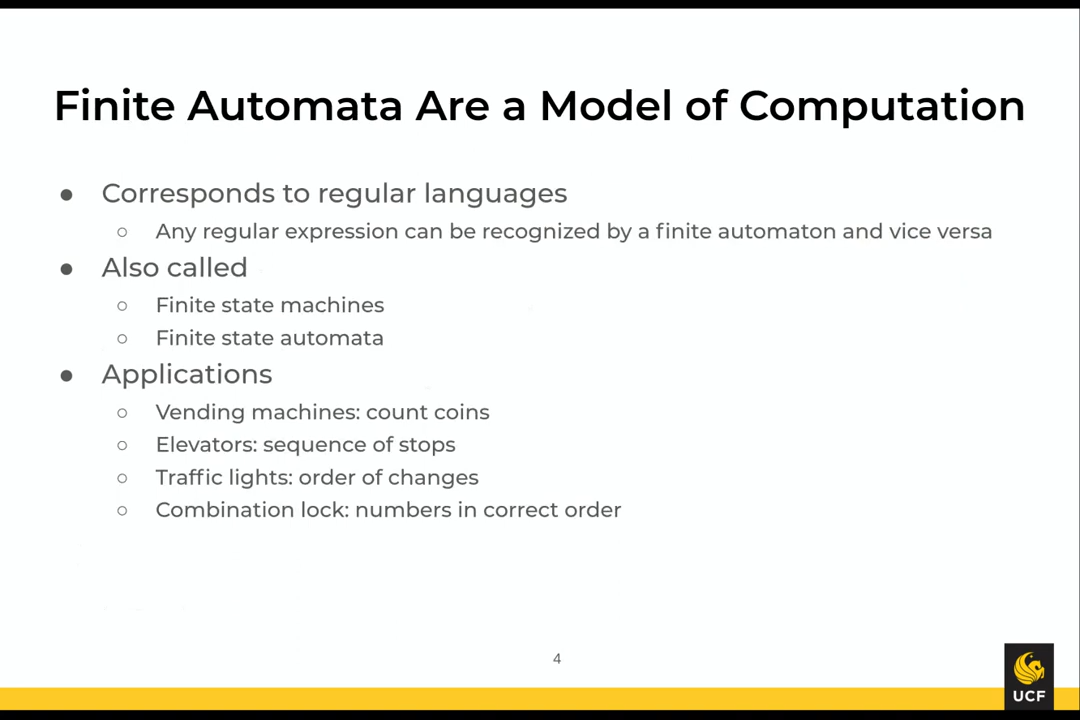 Finite Automata Are a Model of Computation
● Corresponds to regular languages
○ Any regular expression can be recognized by a finite automaton and vice versa
● Also called
○ Finite state machines
○ Finite state automata
● Applications
○ Vending machines: count coins
○ Elevators: sequence of stops
○ Traffic lights: order of changes
○ Combination lock: numbers in correct order
4
UCF